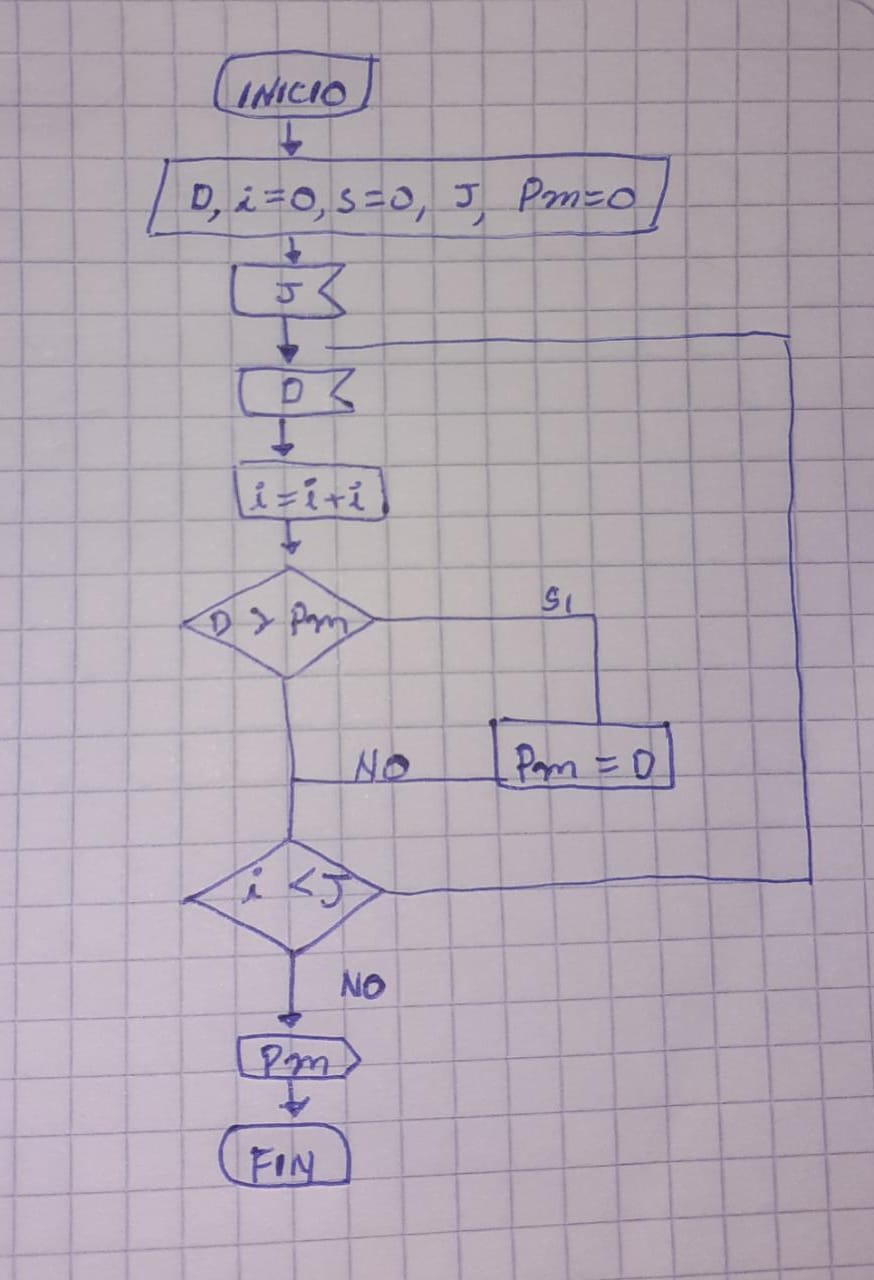 INICIO
D, i=0, s=0, J, Pm=0
J
D
i=i+i
D > Pm
SI
NO
Pm = D
i < J
NO
Pm
FIN